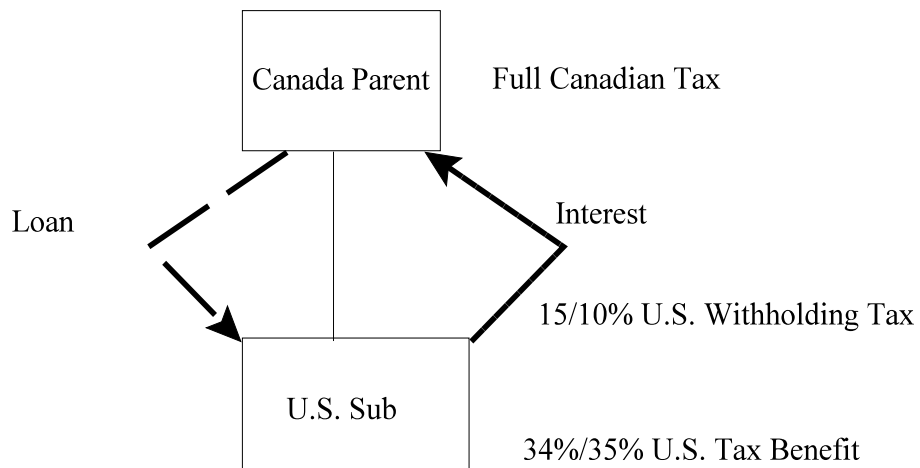 Canada Parent
Full Canadian Tax
Loan
Interest
15/10% U.S. Withholding Tax
U.S. Sub
34%/35% U.S. Tax Benefit